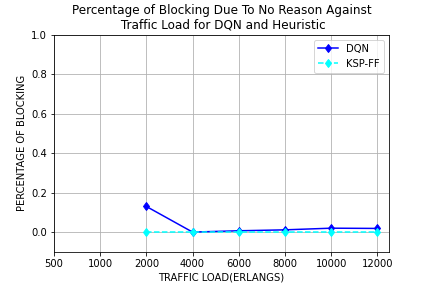 Percentage of Blocking Due To No Reason Against
Traffic Load for DQN and Heuristic
PERCENTAGE OF BLOCKING
1.0
0.8
0.6
0.4
0.2
0.0
DQN
KSP-FF
500 1000 2000 4000 6000 8000 10000 12000
TRAFFIC LOAD(ERLANGS)